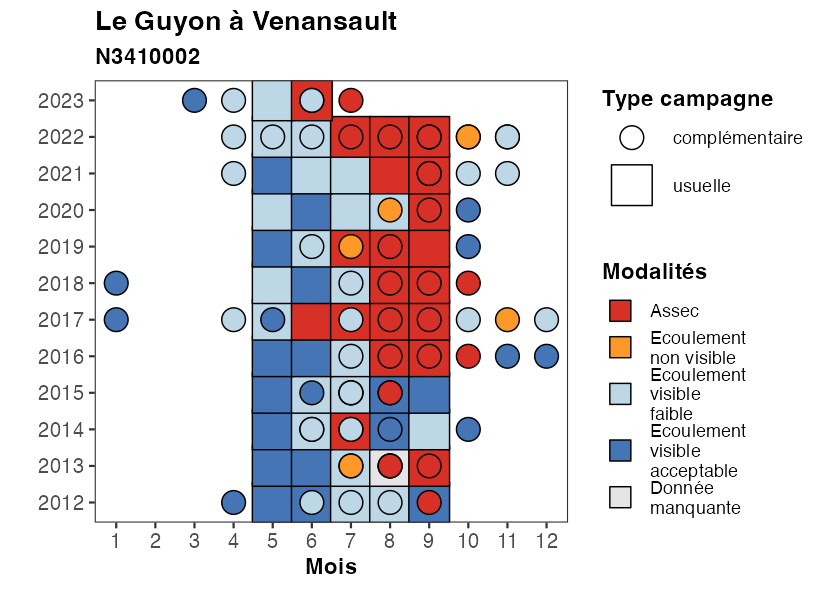 Le Guyon à Venansault
N3410002
2023
2022
2021
2020
2019
2018
2017
2016
2015
2014
2013
2012
1 2 3 4 5 6 7 8 9 10 11 12
Mois
Type campagne
complémentaire
usuelle
Modalités
Assec
Ecoulement
non visible
Ecoulement
visible
faible
Ecoulement
visible
acceptable
Donnée
manquante